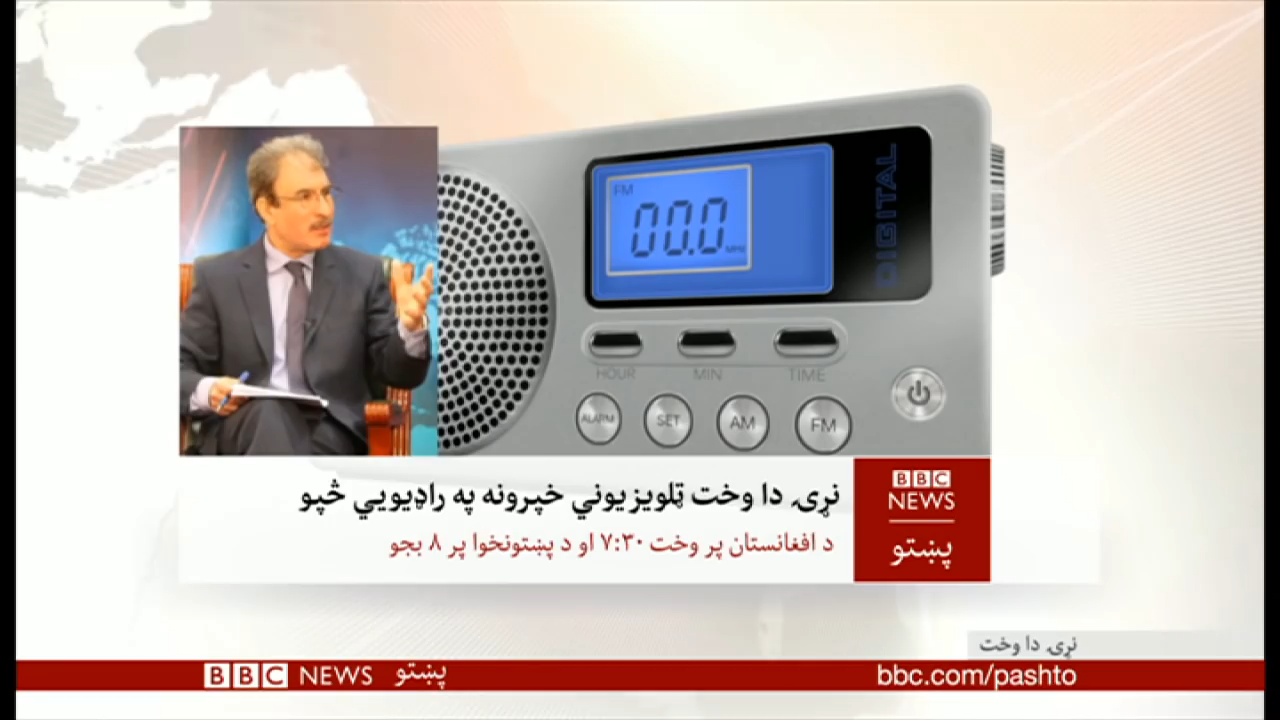 FM
00.0
MHz
DIGITAL
HOUR MIN TIME
ALARM SET AM FM
نړۍ دا وخت ټلویزیوني خپرونه په راډیویي څپو
د افغانستان پر وخت ۷:۳۰ او د پښتونخوا پر ۸ بجو
BBC
NEWS
پښتو
نړۍ دا وخت
BBC NEWS پښتو
bbc.com/pashto